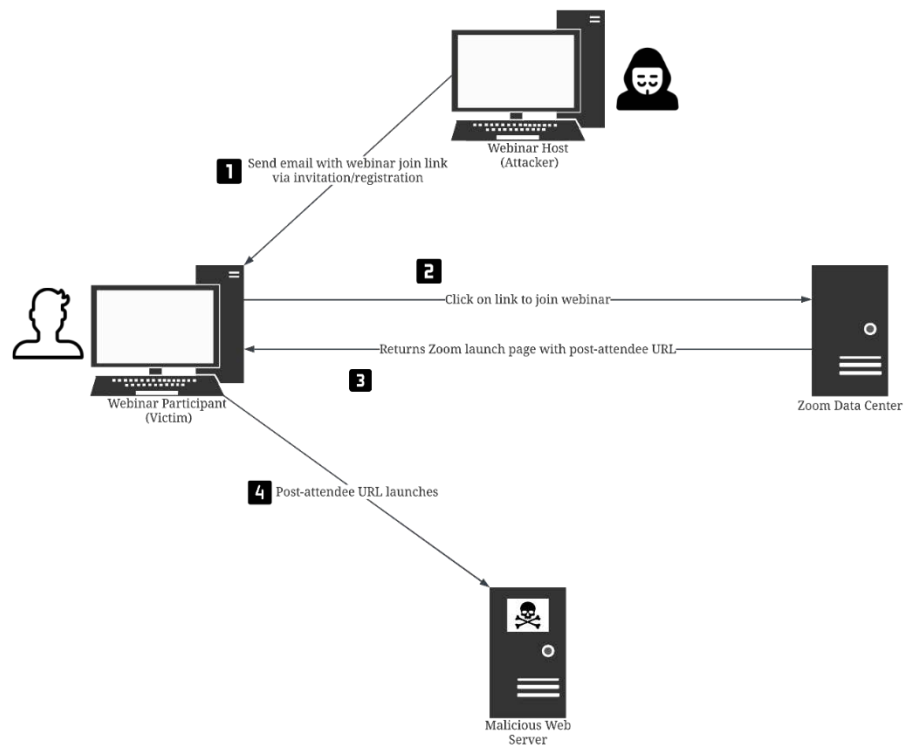 Webinar Host
(Attacker)
1
Send email with webinar join link
via invitation/registration
2
Click on link to join webinar
Returns Zoom launch page with post-attendee URL
3
Webinar Participant
(Victim)
Zoom Data Center
4
Post-attendee URL launches
Malicious Web
Server